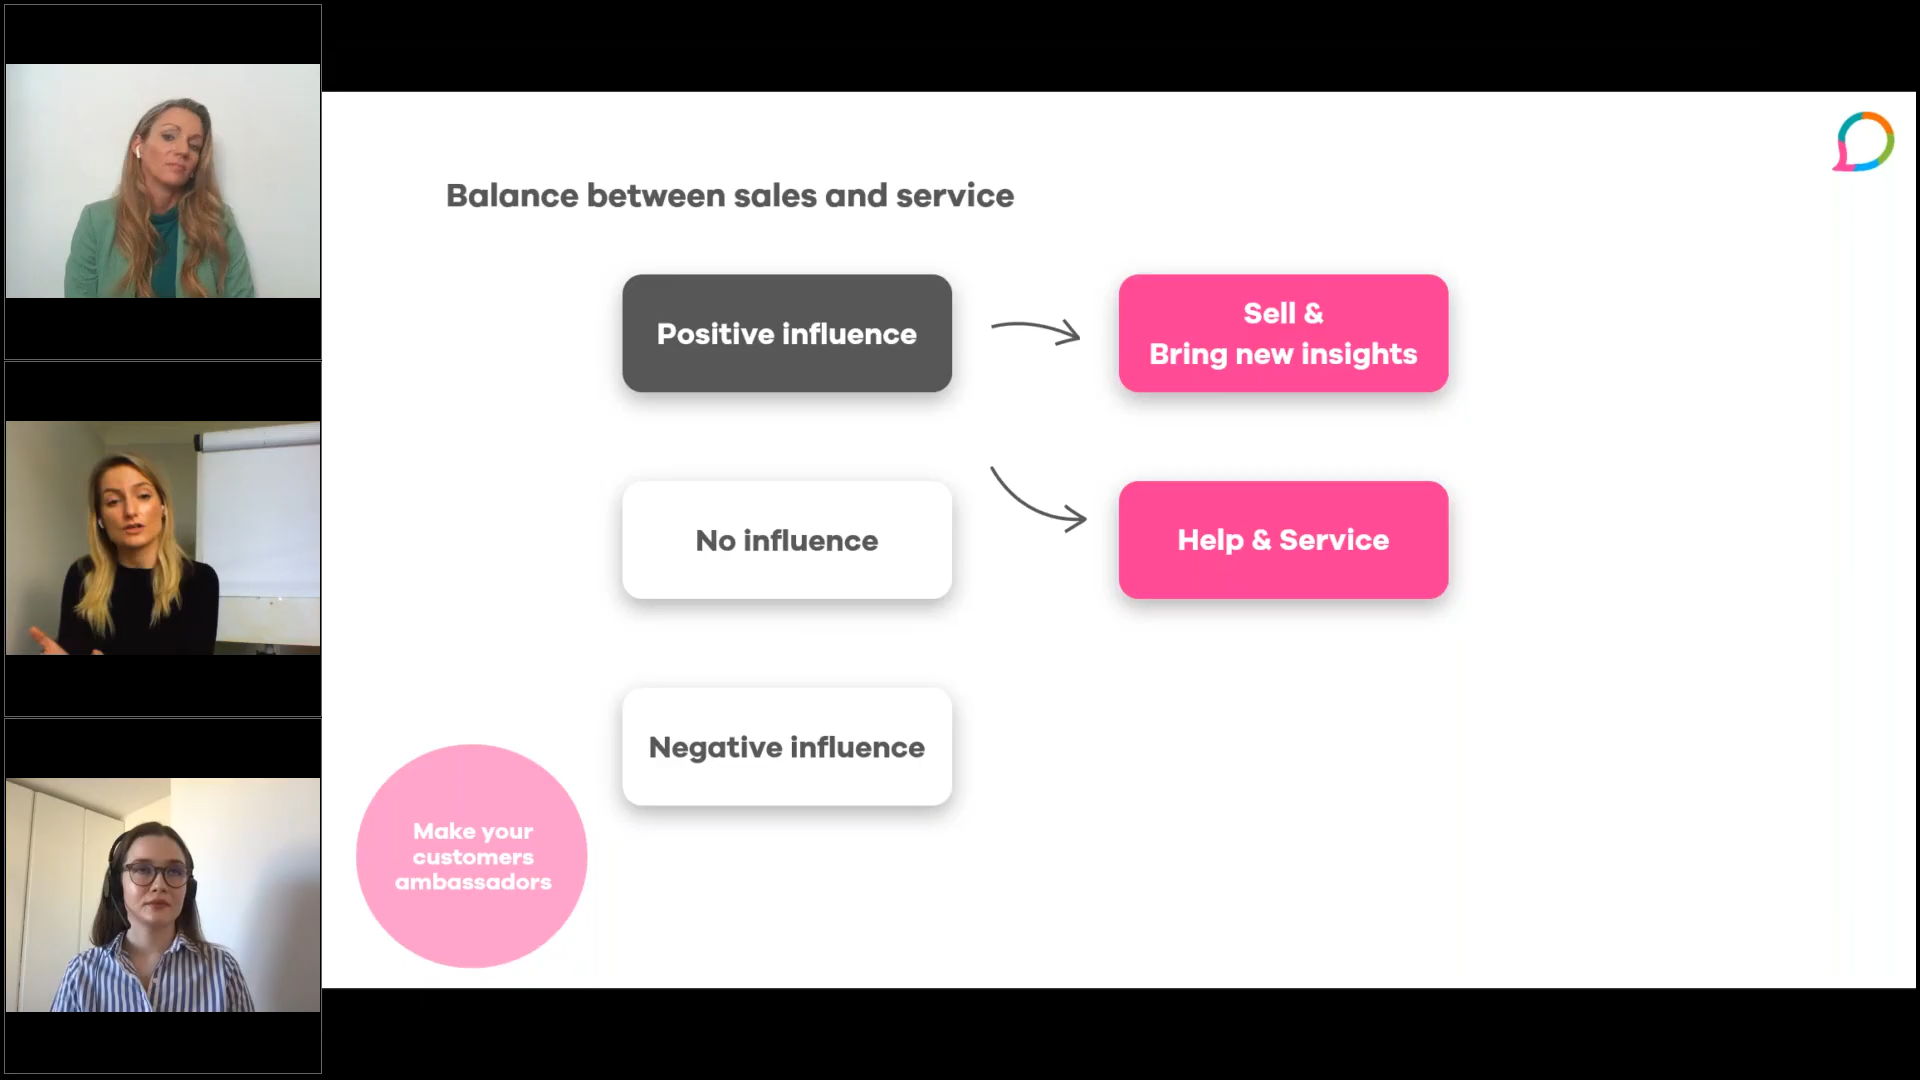 Balance between sales and service
Positive influence
Sell &
Bring new insights
No influence
Help & Service
Negative influence
Make your
customers
ambassadors